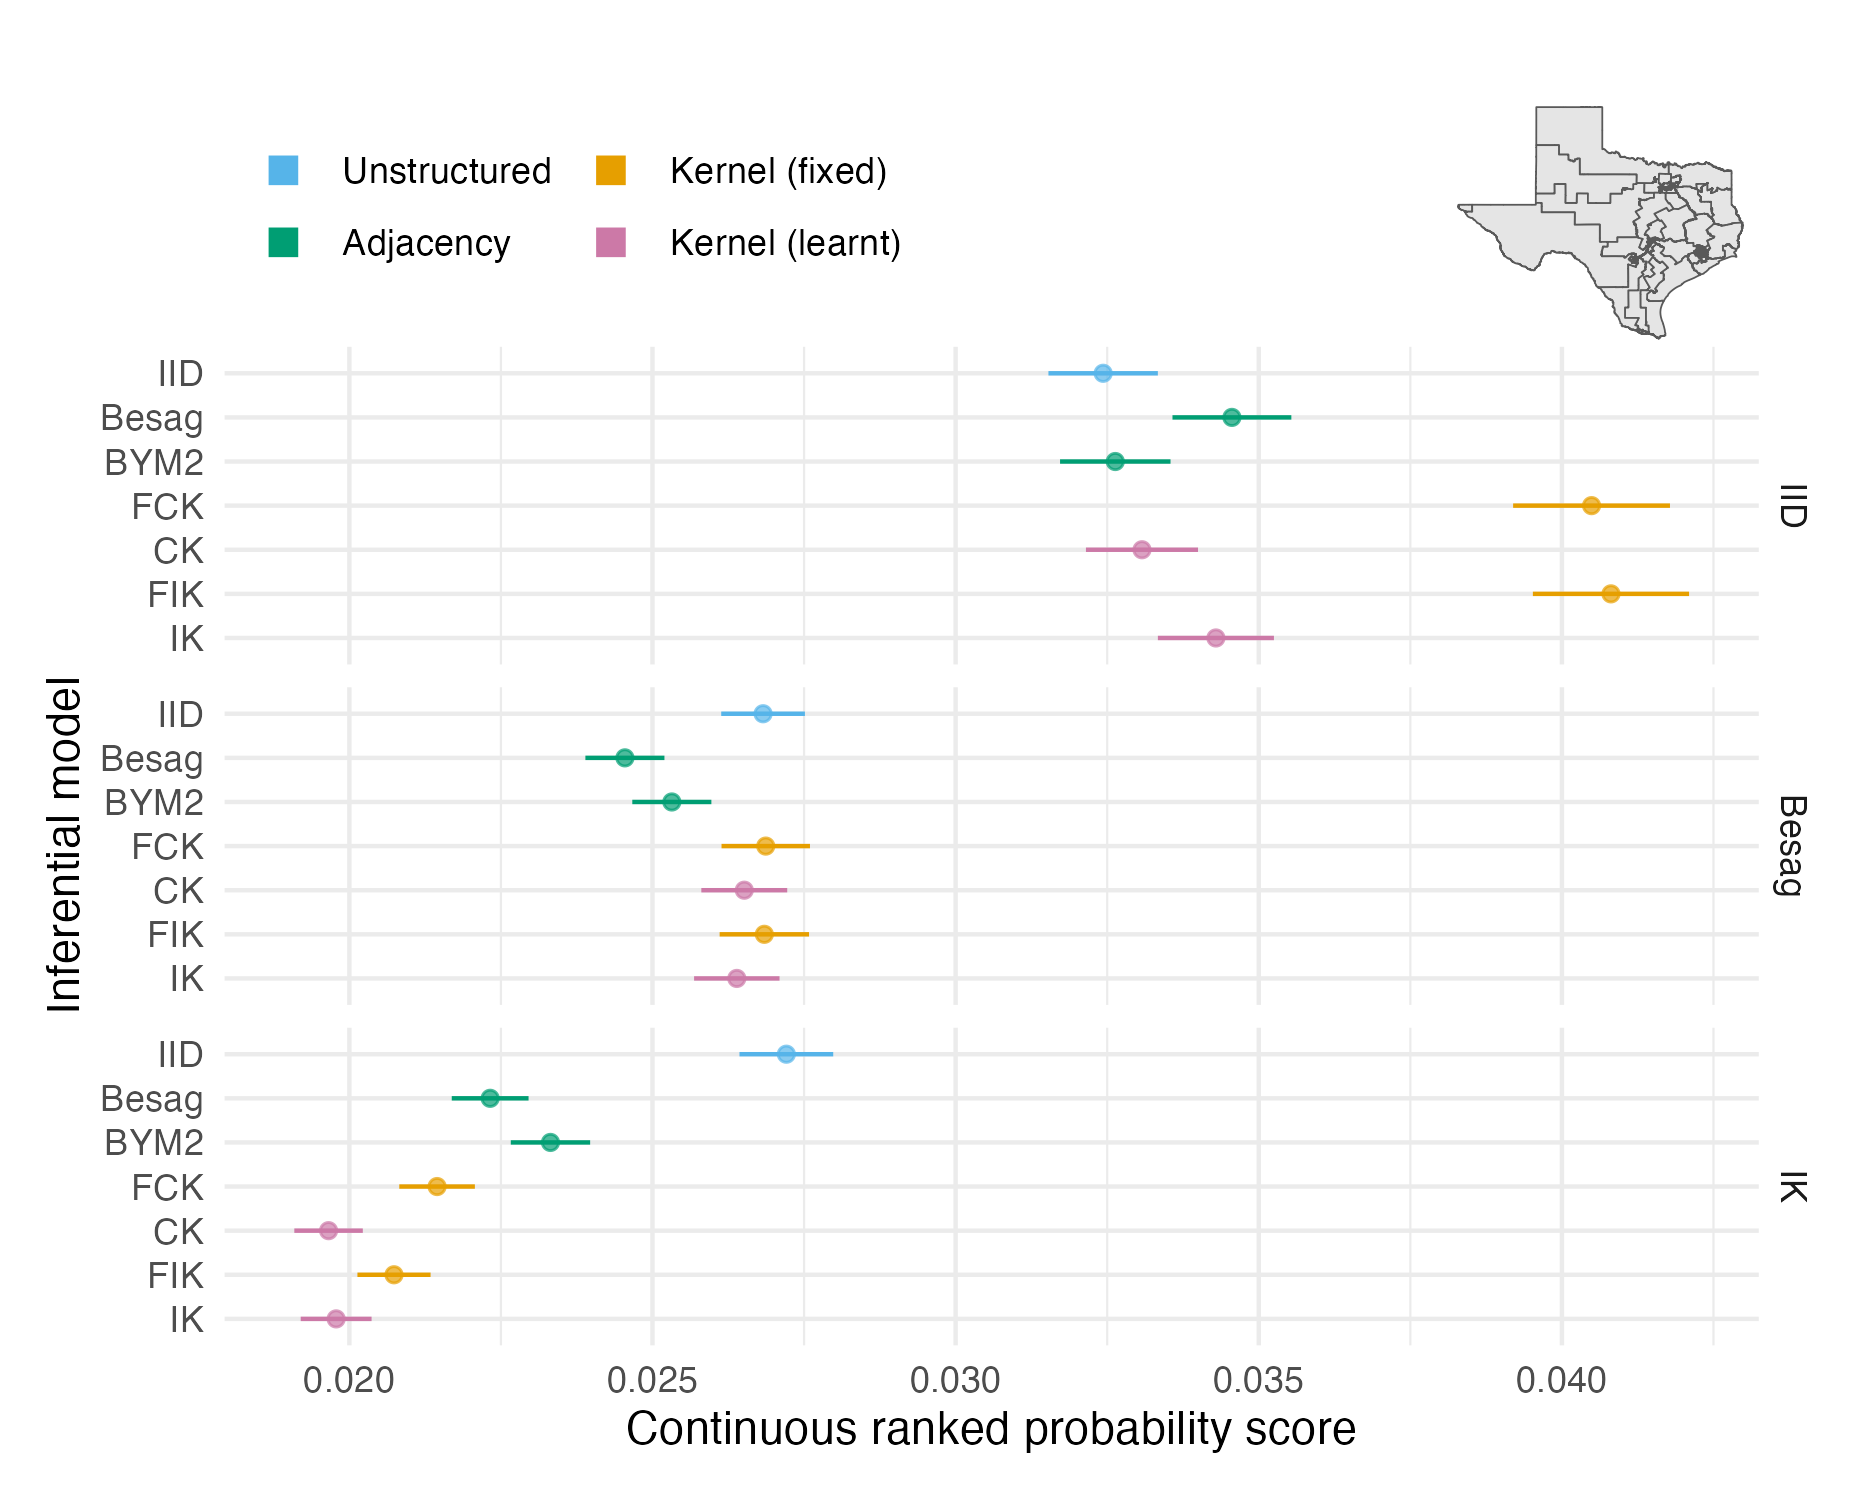 Unstructured
Kernel (fixed)
Adjacency
Kernel (learnt)
IID
Besag
BYM2
FCK
CK
FIK
IK
IID
IID
Besag
BYM2
FCK
CK
FIK
IK
Besag
IID
Besag
BYM2
FCK
CK
FIK
IK
IK
Inferential model
0.020 0.025 0.030 0.035 0.040
Continuous ranked probability score